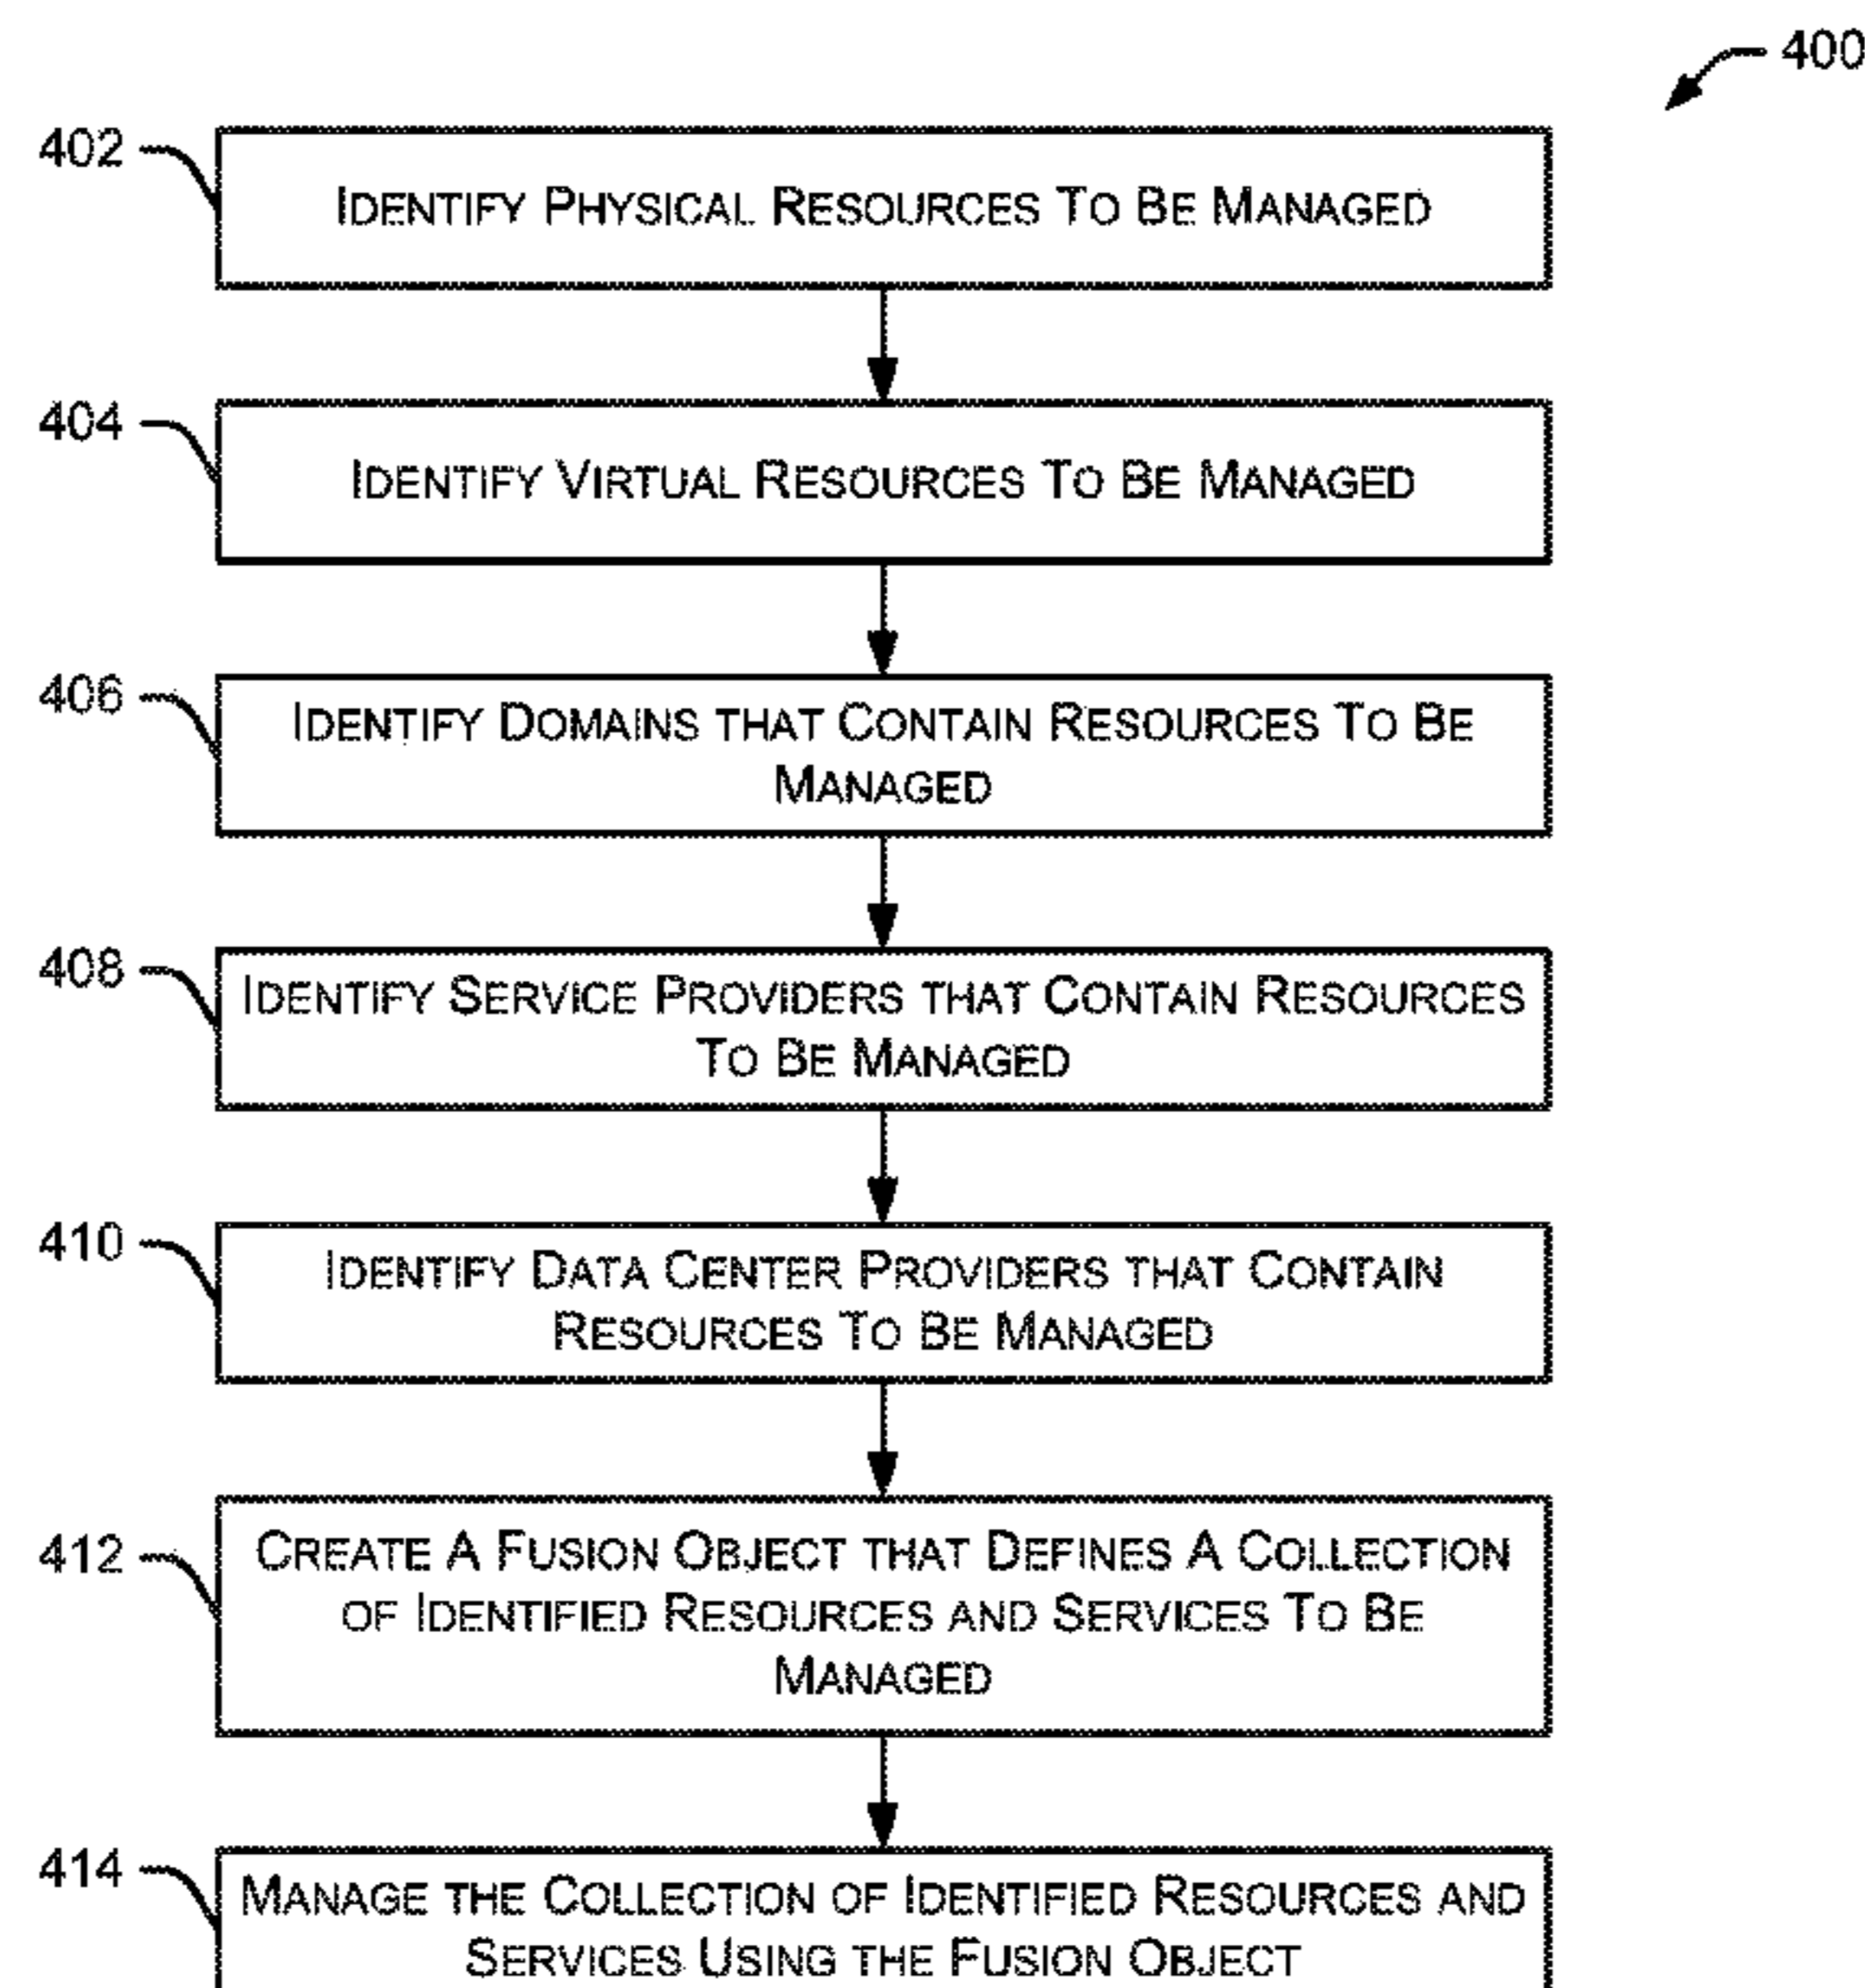 400
402
IDENTIFY PHYSICAL RESOURCES TO BE MANAGED
404
IDENTIFY VIRTUAL RESOURCES TO BE MANAGED
406
IDENTIFY DOMAINS THAT CONTAIN RESOURCES TO BE
MANAGED
408
IDENTIFY SERVICE PROVIDERS THAT CONTAIN RESOURCES
TO BE MANAGED
410
IDENTIFY DATA CENTER PROVIDERS THAT CONTAIN
RESOURCES TO BE MANAGED
412
CREATE A FUSION OBJECT THAT DEFINES A COLLECTION
OF IDENTIFIED RESOURCES AND SERVICES TO BE
MANAGED
414
MANAGE THE COLLECTION OF IDENTIFIED RESOURCES AND
SERVICES USING THE FUSION OBJECT